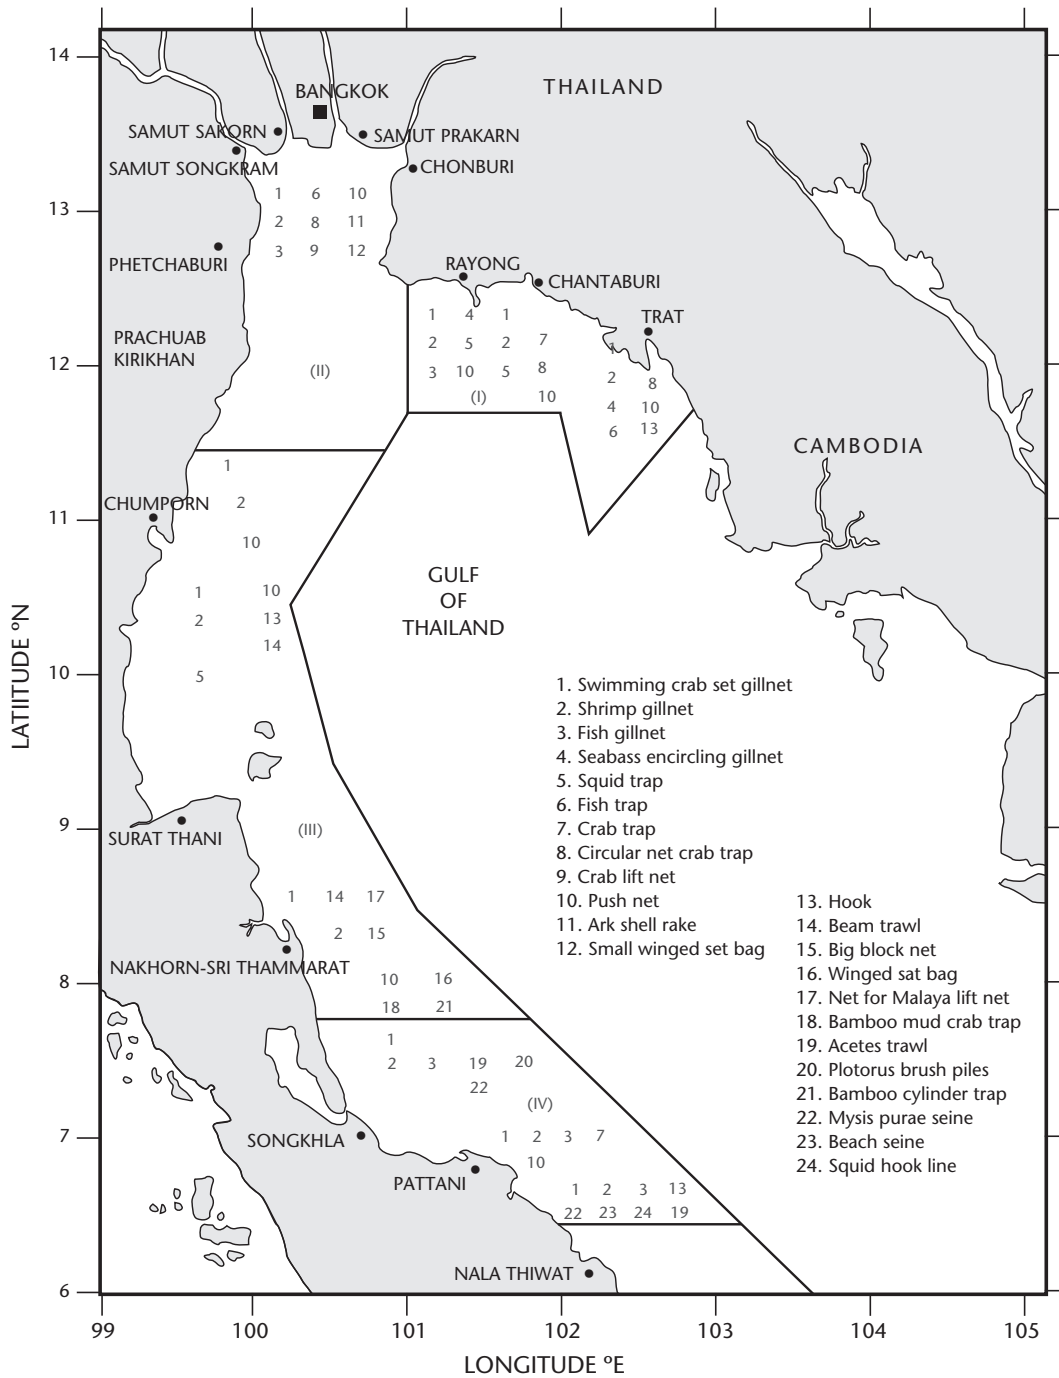 14
THAILAND
BANGKOK
SAMUT SAKORN
SAMUT PRAKARN
SAMUT SONGKRAM
CHONBURI
1 6 10
13
2 8 11
3 9 12
PHETCHABURI
RAYONG
CHANTABURI
1 4 1
TRAT
PRACHUAB
KIRIKHAN
2 5 2 7
1
12
(II)
3 10 5 8
2 8
(I) 10
4 10
6 13
CAMBODIA
1
CHUMPORN
2
11
10
GULF
OF
THAILAND
1 10
2 13
14
LATIITUDE ºN
10
5
1. Swimming crab set gillnet
2. Shrimp gillnet
3. Fish gillnet
4. Seabass encircling gillnet
5. Squid trap
6. Fish trap
7. Crab trap
8. Circular net crab trap
9. Crab lift net
10. Push net
11. Ark shell rake
12. Small winged set bag
13. Hook
14. Beam trawl
15. Big block net
16. Winged sat bag
17. Net for Malaya lift net
18. Bamboo mud crab trap
19. Acetes trawl
20. Plotorus brush piles
21. Bamboo cylinder trap
22. Mysis purae seine
23. Beach seine
24. Squid hook line
9
SURAT THANI
(III)
1 14 17
2 15
NAKHORN-SRI THAMMARAT
8
10 16
18 21
1
2 3 19 20
22
(IV)
7
SONGKHLA
1 2 3 7
10
PATTANI
1 2 3 13
22 23 24 19
NALA THIWAT
6
99 100 101 102 103 104 105
LONGITUDE ºE